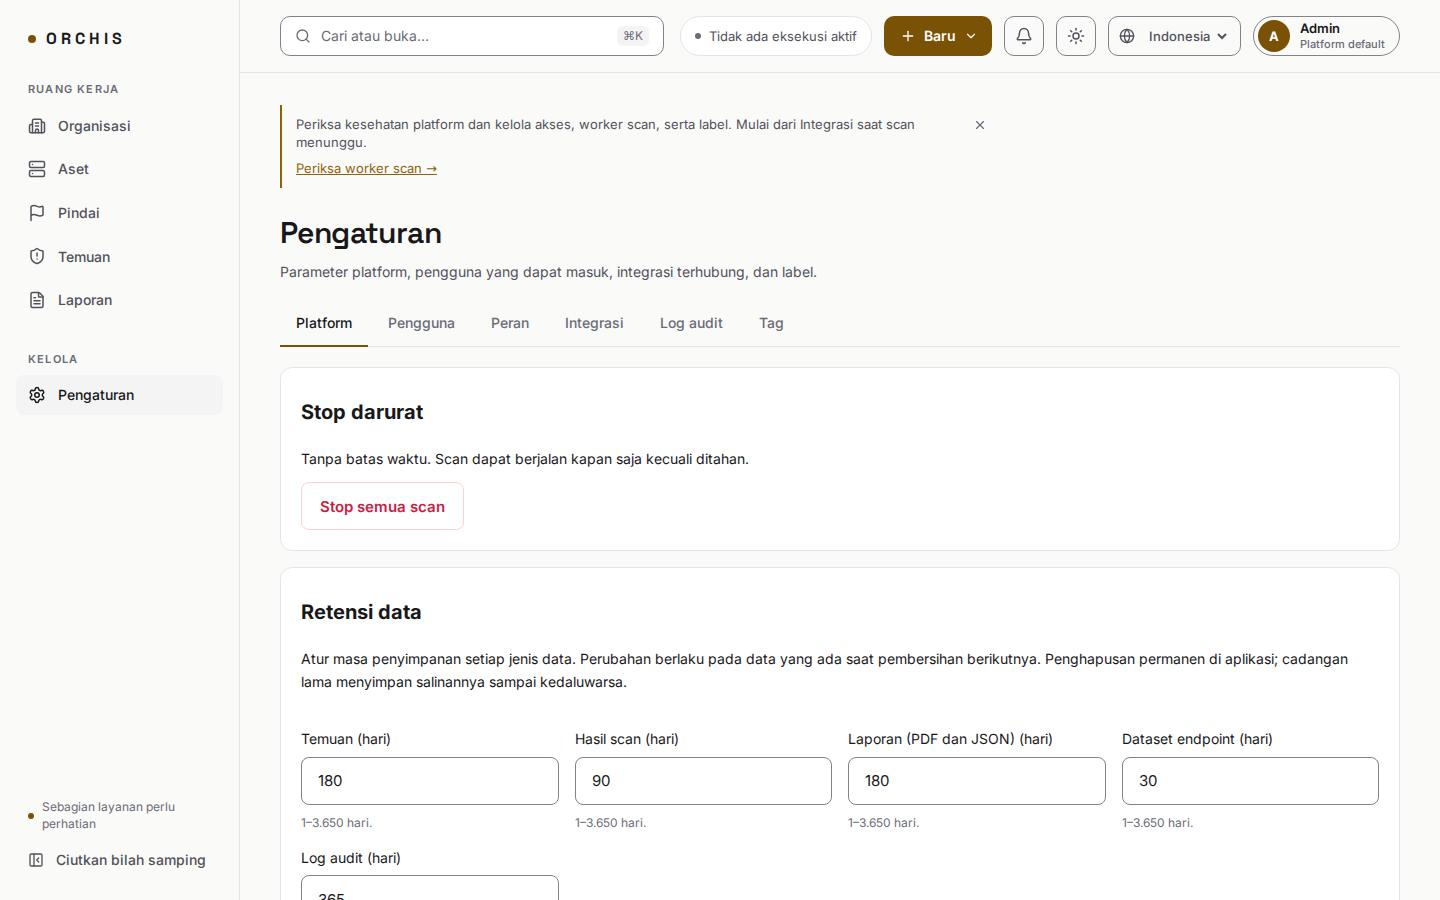 ORCHIS
RUANG KERJA
Organisasi
Aset
Pindai
Temuan
Laporan
KELOLA
Pengaturan
Sebagian layanan perlu
perhatian
Ciutkan bilah samping
Cari atau buka...
⌘K
Tidak ada eksekusi aktif
Baru
Indonesia
A
Admin
Platform default
Periksa kesehatan platform dan kelola akses, worker scan, serta label. Mulai dari Integrasi saat scan
menunggu.
Periksa worker scan →
Pengaturan
Parameter platform, pengguna yang dapat masuk, integrasi terhubung, dan label.
Platform
Pengguna
Peran
Integrasi
Log audit
Tag
Stop darurat
Tanpa batas waktu. Scan dapat berjalan kapan saja kecuali ditahan.
Stop semua scan
Retensi data
Atur masa penyimpanan setiap jenis data. Perubahan berlaku pada data yang ada saat pembersihan berikutnya. Penghapusan permanen di aplikasi; cadangan
lama menyimpan salinannya sampai kedaluwarsa.
Temuan (hari)
180
1–3.650 hari.
Hasil scan (hari)
90
1–3.650 hari.
Laporan (PDF dan JSON) (hari)
180
1–3.650 hari.
Dataset endpoint (hari)
30
1–3.650 hari.
Log audit (hari)
365